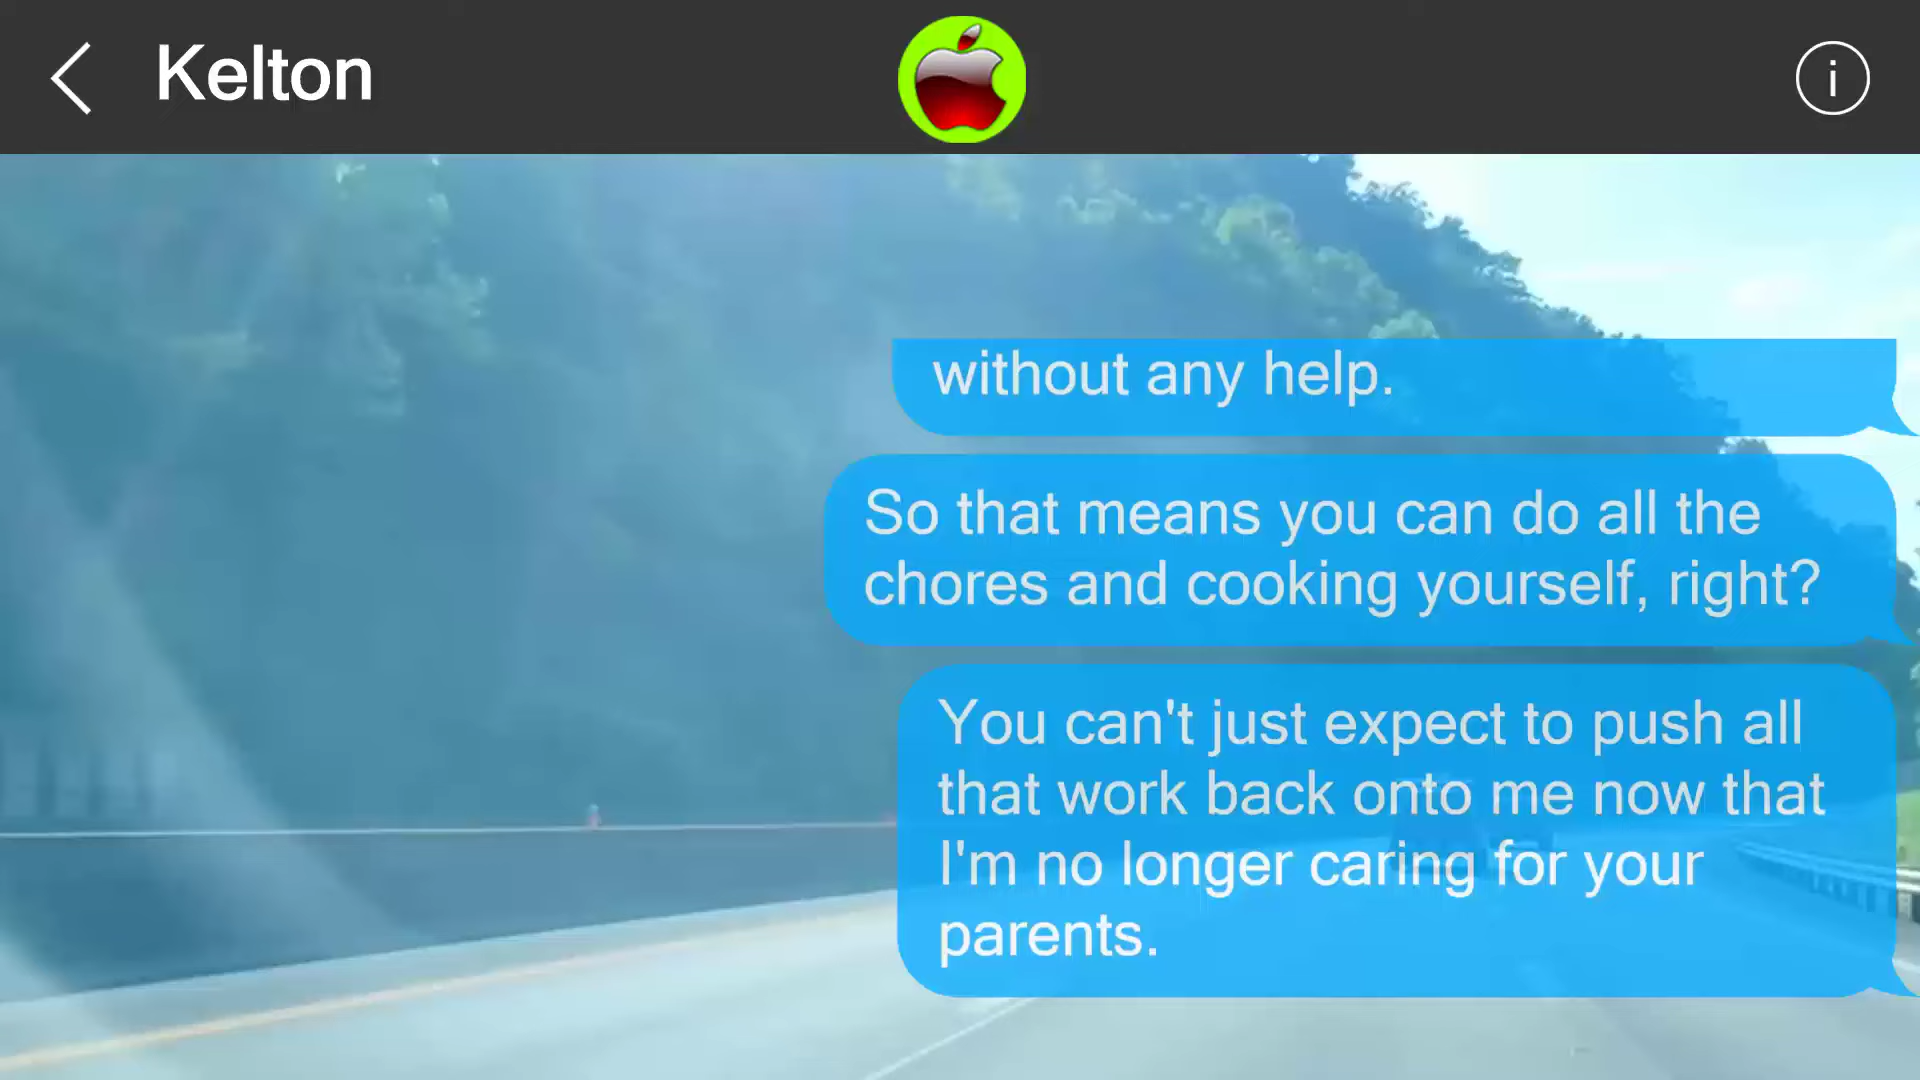 Kelton
without any help.
So that means you can do all the
chores and cooking yourself, right?
You can't just expect to push all
that work back onto me now that
I'm no longer caring for your
parents.